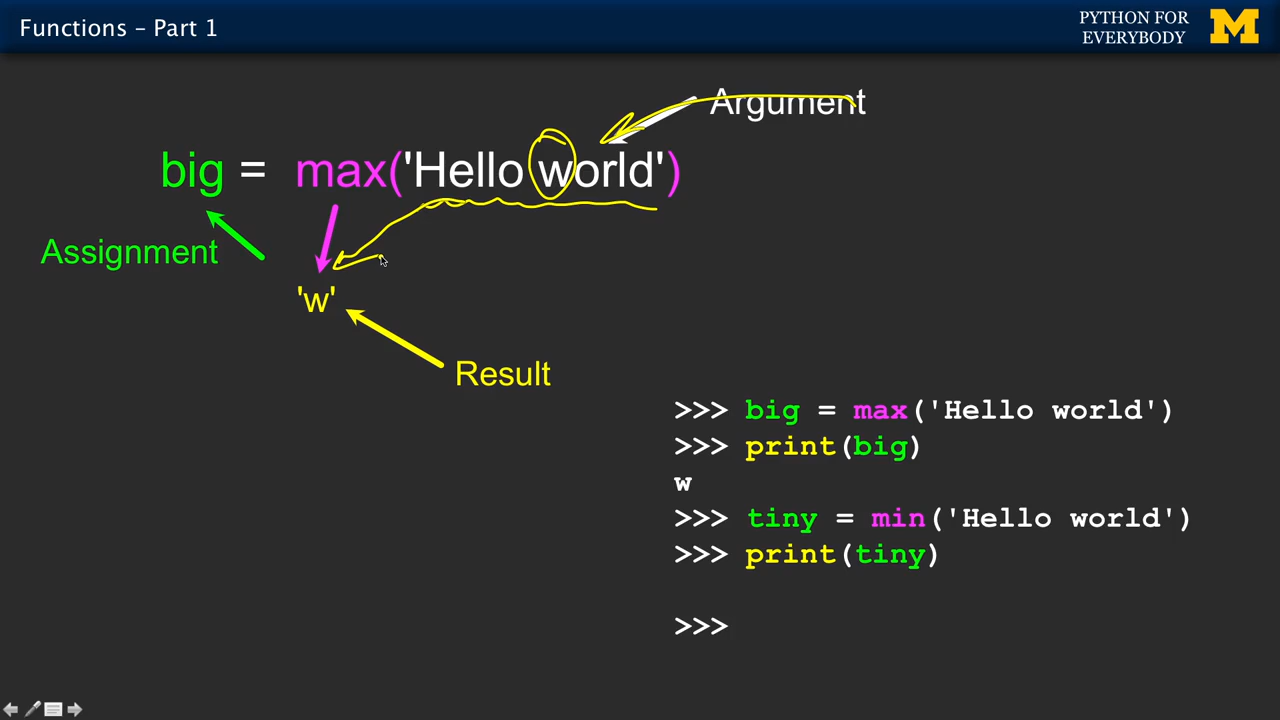 Functions – Part 1
PYTHON FOR
EVERYBODY
M
Argument
big = max('Hello world')
Assignment
'w'
Result
>>> big = max('Hello world')
>>> print(big)
w
>>> tiny = min('Hello world')
>>> print(tiny)
>>>